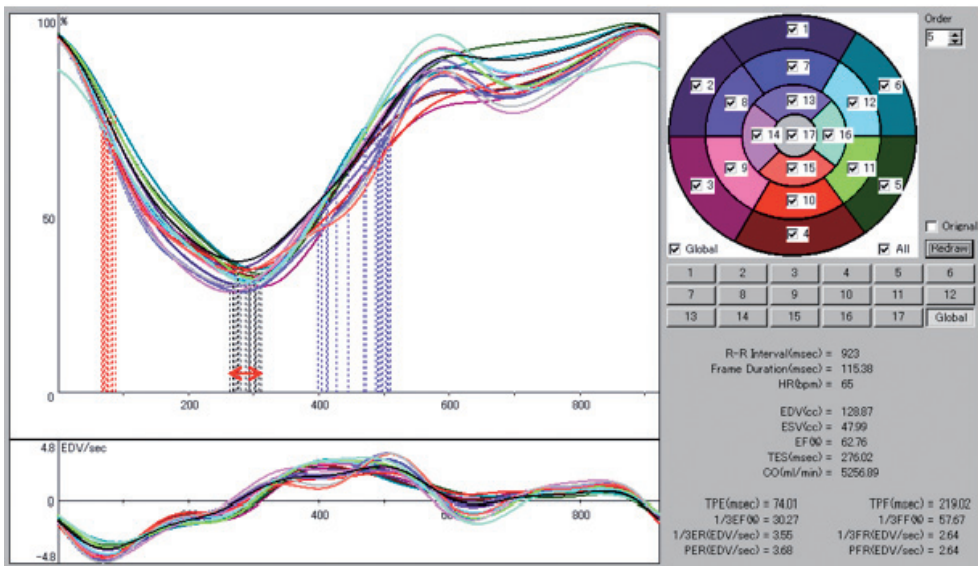 100
%
50
0
200
400
600
800
4.8
EDV/sec
0
-4.8
400
600
800
1
2
3
4
5
6
7
8
9
10
11
12
13
14
15
16
17
Order
5
Orignal
Global
All
Redraw
1 2 3 4 5 6
7 8 9 10 11 12
13 14 15 16 17 Global
R-R Interval(msec) = 923
Frame Duration(msec) = 115.38
HR(bpm) = 65
EDV(cc) = 128.87
ESV(cc) = 47.99
EF(%) = 62.76
TES(msec) = 276.02
CO(ml/min) = 5256.89
TPE(msec) = 74.01 TPF(msec) = 219.02
1/3EF(%) = 30.27 1/3FF(%) = 57.67
1/3ER(EDV/sec) = 3.55 1/3FR(EDV/sec) = 2.64
PER(EDV/sec) = 3.68 PFR(EDV/sec) = 2.64